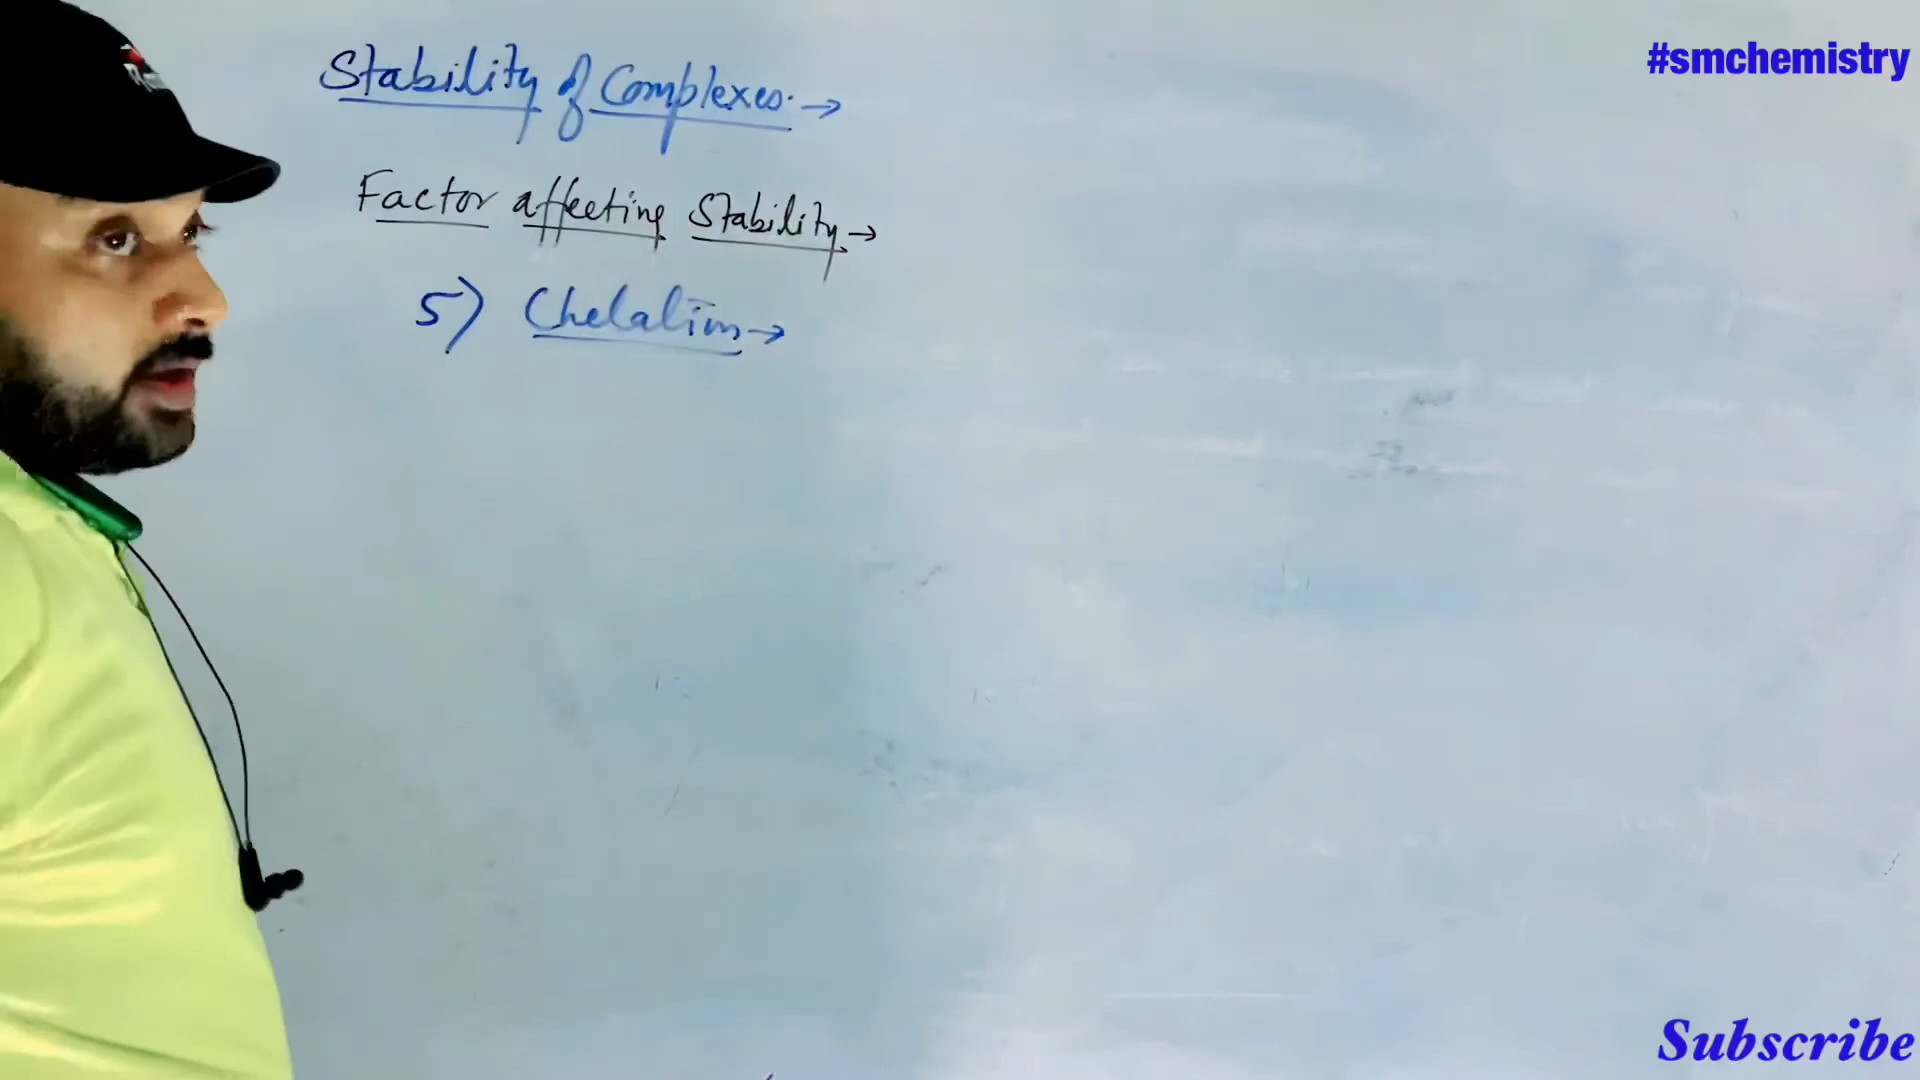 #smchemistry
Stability of Complexes. →
Factor affecting Stability →
5) Chelation →
Subscribe